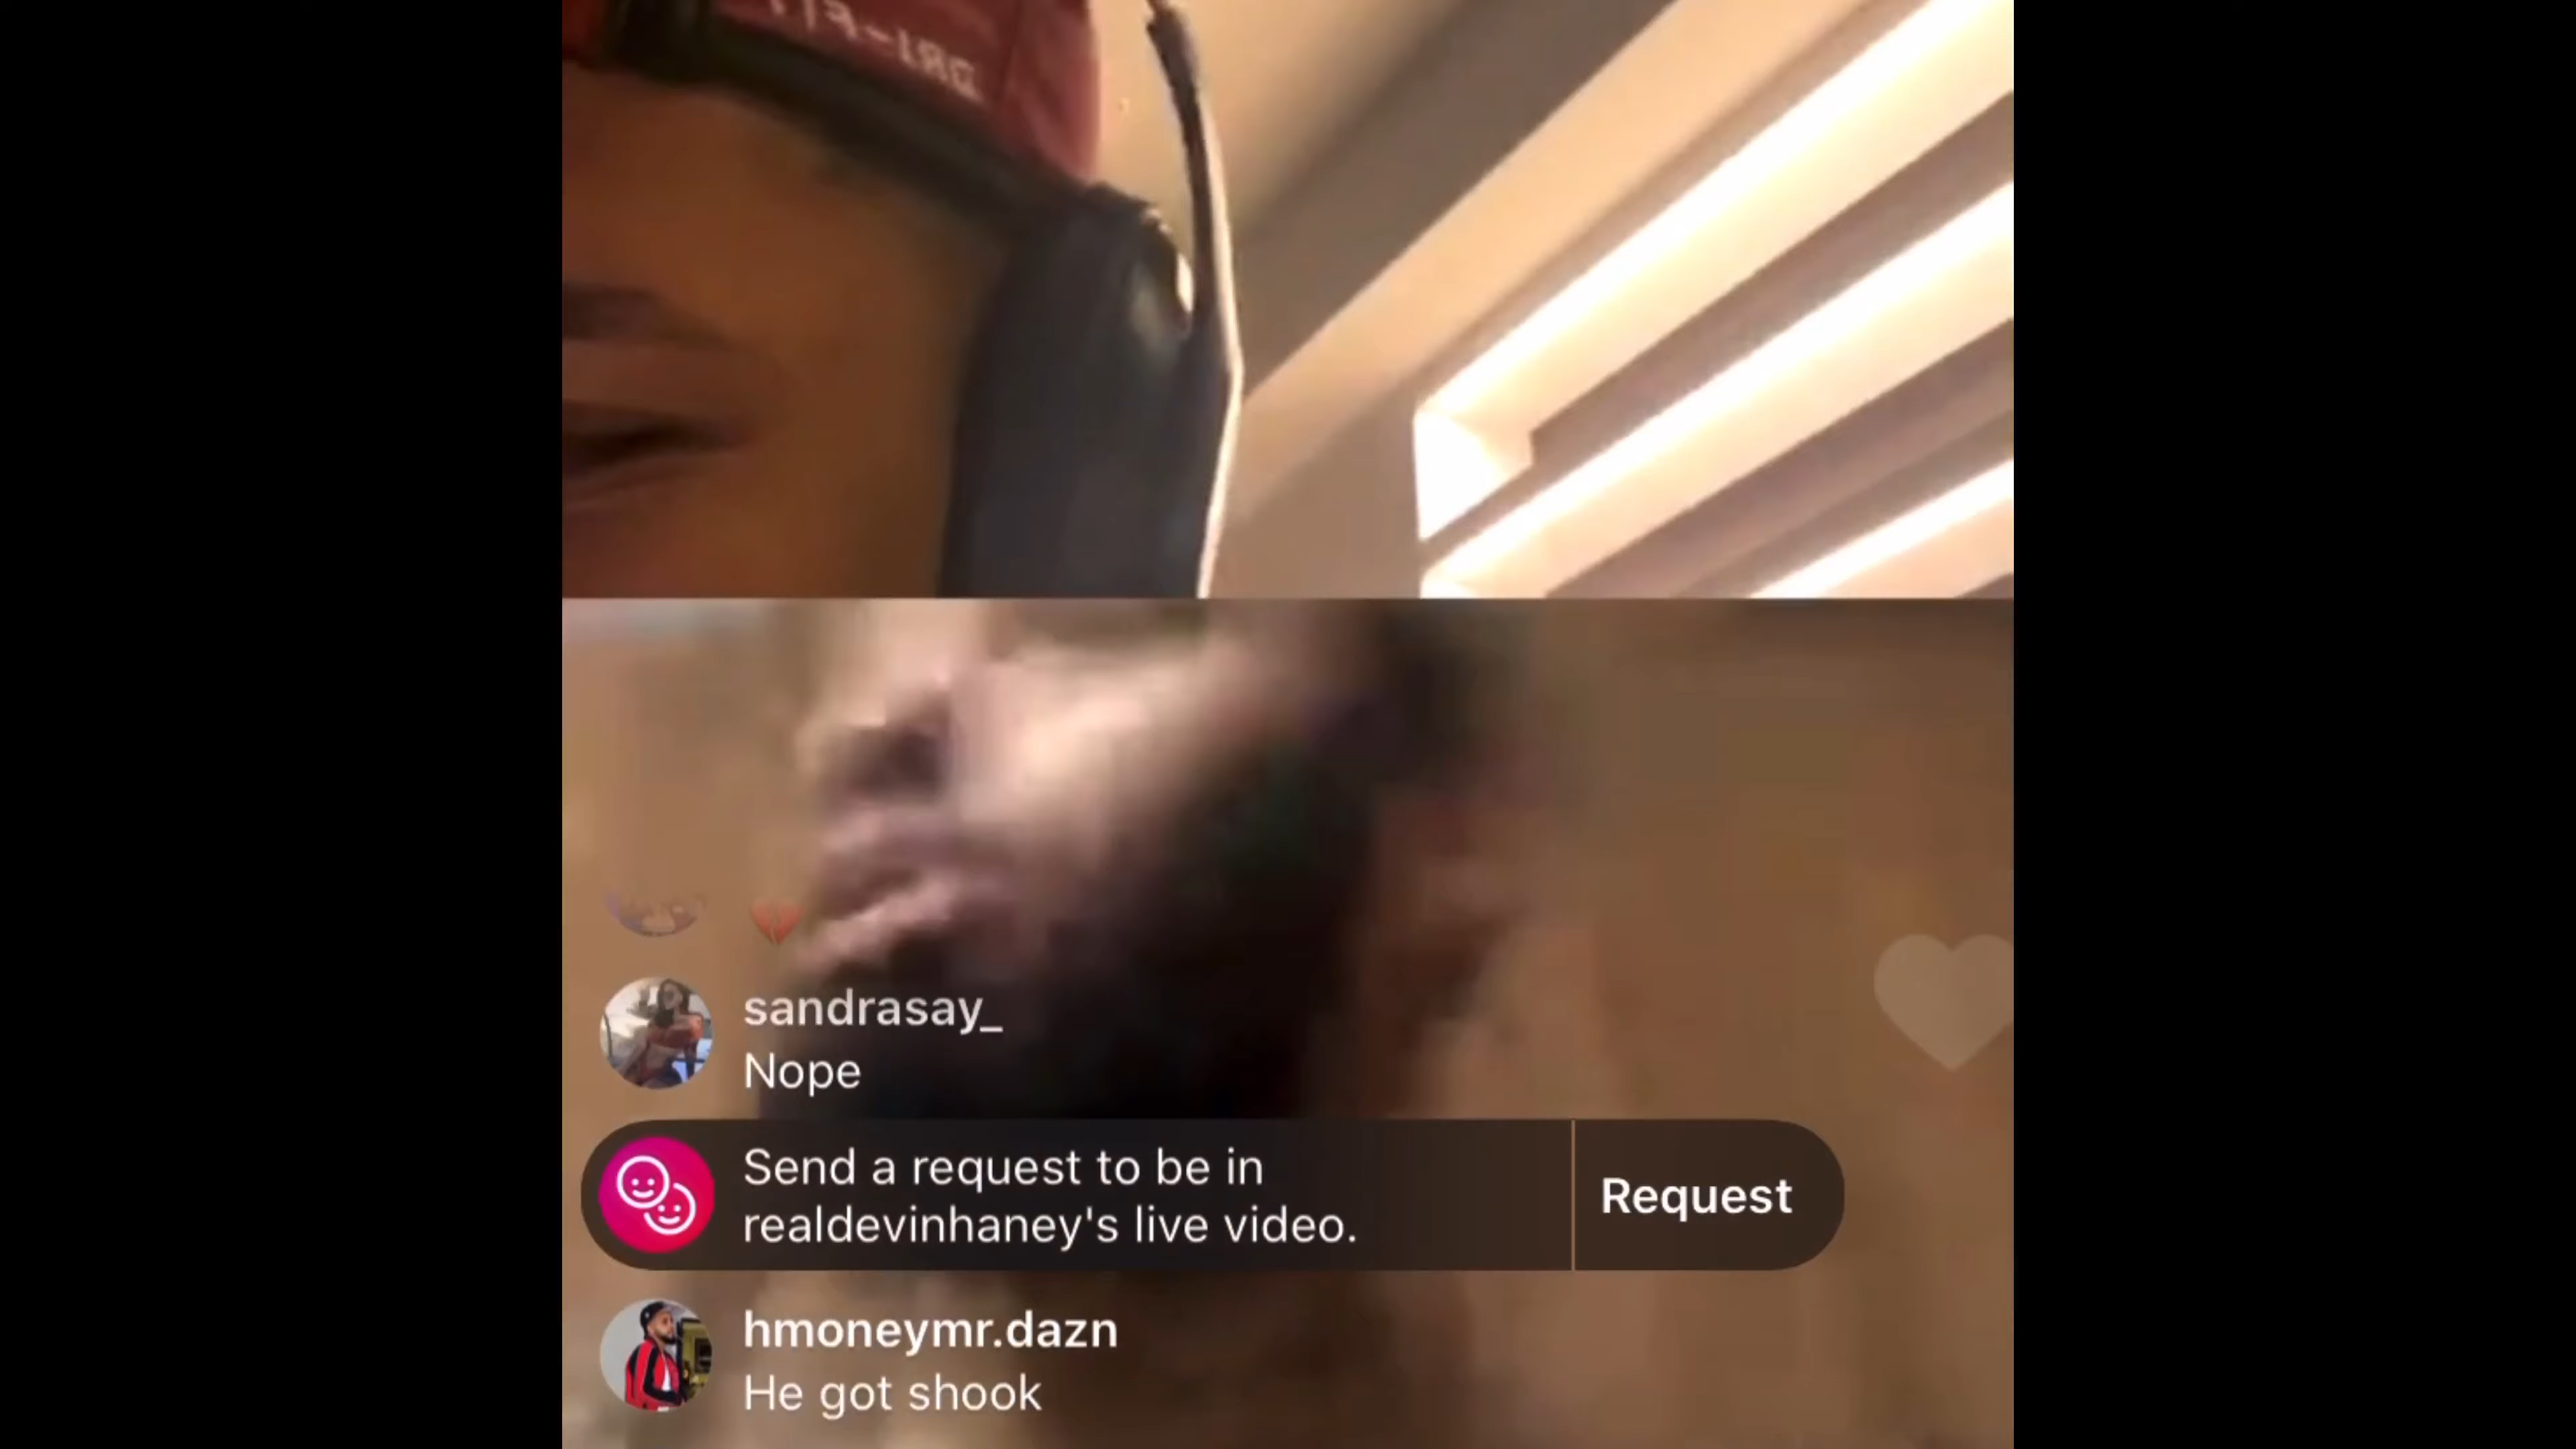 sandrasay_
Nope
Send a request to be in
realdevinhaney's live video.
Request
hmoneymr.dazn
He got shook